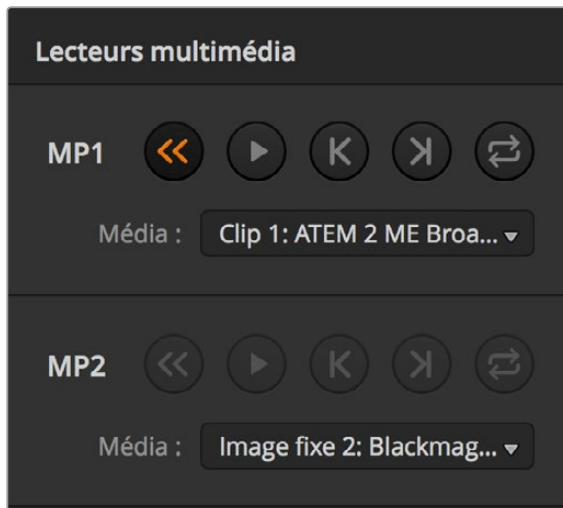 Lecteurs multimédia
MP1
Média : Clip 1: ATEM 2 ME Broa...
MP2
Média : Image fixe 2: Blackmag...